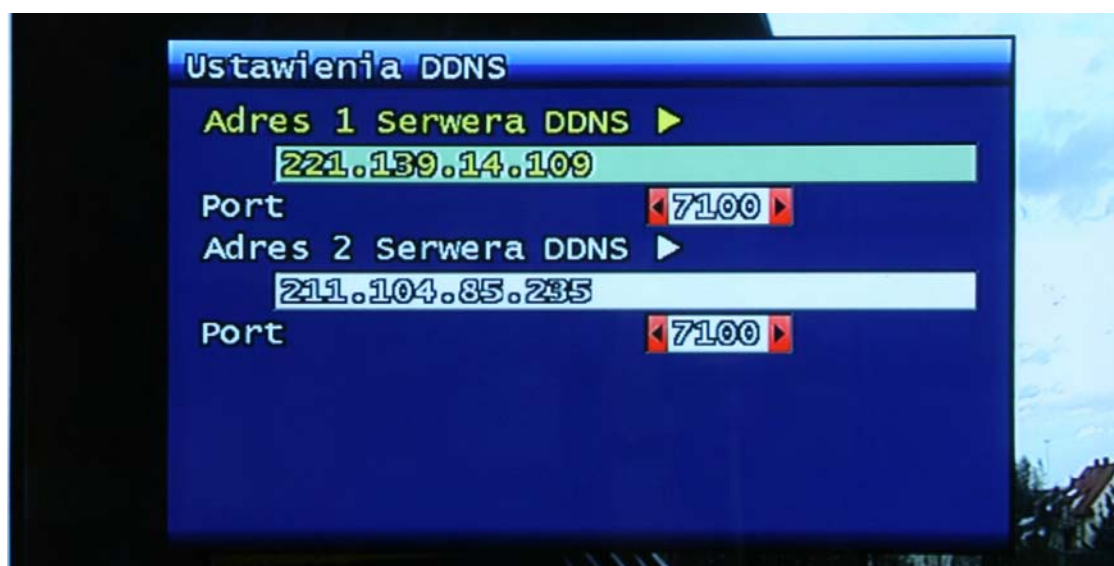 Ustawienia DDNS
Adres 1 Serwera DDNS ▶
221.139.14.109
Port 7100
Adres 2 Serwera DDNS ▶
211.104.85.235
Port 7100